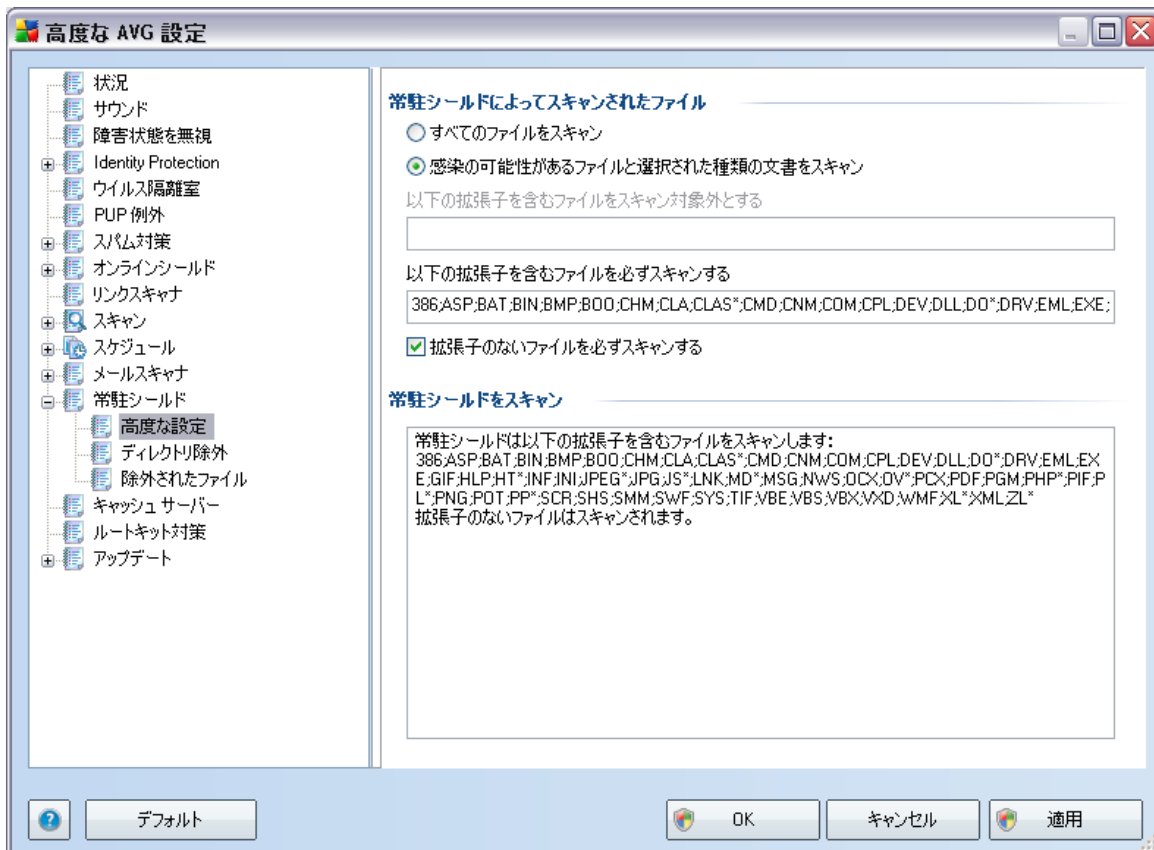 高度な AVG 設定
状況
サウンド
障害状態を無視
Identity Protection
ウイルス隔離室
PUP 例外
スパム対策
オンラインシールド
リンクスキャナ
スキャン
スケジュール
メールスキャナ
常駐シールド
高度な設定
ディレクトリ除外
除外されたファイル
キャッシュ サーバー
ルートキット対策
アップデート
常駐シールドによってスキャンされたファイル
すべてのファイルをスキャン
感染の可能性があるファイルと選択された種類の文書をスキャン
以下の拡張子を含むファイルをスキャン対象外とする
以下の拡張子を含むファイルを必ずスキャンする
386;ASP;BAT;BIN;BMP;BOO;CHM;CLA;CLAS*;CMD;CNM;COM;CPL;DEV;DLL;DO*;DRV;EML;EXE;
拡張子のないファイルを必ずスキャンする
常駐シールドをスキャン
常駐シールドは以下の拡張子を含むファイルをスキャンします:
386;ASP;BAT;BIN;BMP;BOO;CHM;CLA;CLAS*;CMD;CNM;COM;CPL;DEV;DLL;DO*;DRV;EML;EX
E;GIF;HLP;HT*;INF;INI;JPEG*;JPG;JS*;LNK;MD*;MSG;NWS;OCX;OV*;PCX;PDF;PGM;PHP*;PIF;P
L*;PNG;POT;PP*;SCR;SHS;SMM;SWF;SYS;TIF;VBE;VBS;VBX;VXD;WMF;XL*;XML;ZL*
拡張子のないファイルはスキャンされます。
?
デフォルト
OK
キャンセル
適用